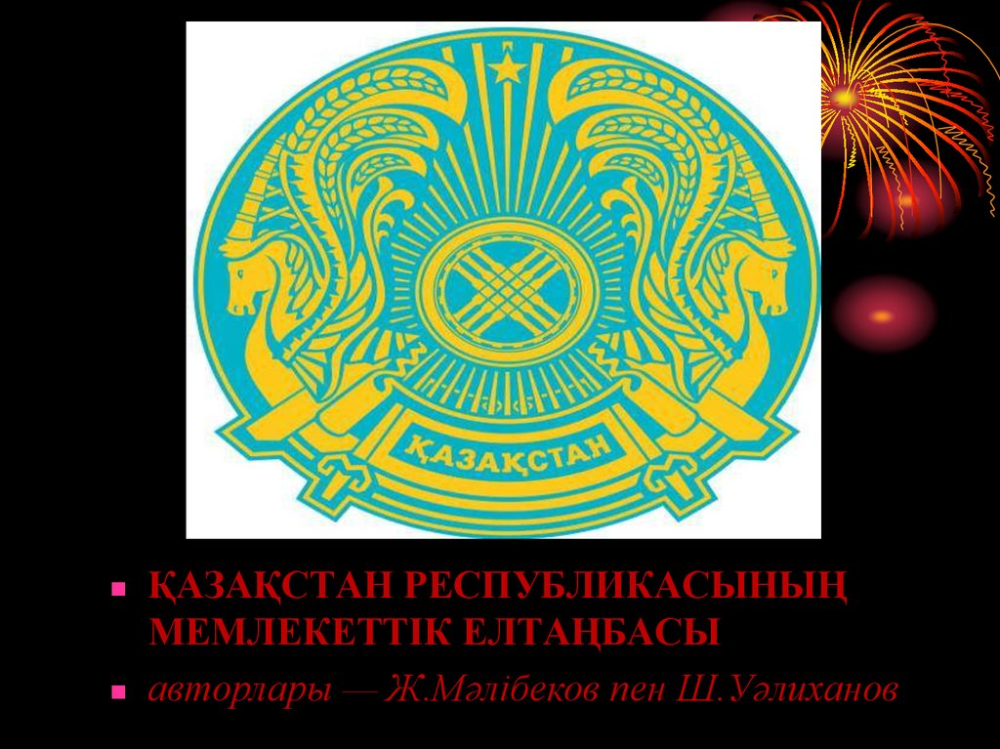 ҚАЗАҚСТАН
ҚАЗАҚСТАН РЕСПУБЛИКАСЫНЫҢ
МЕМЛЕКЕТТІК ЕЛТАҢБАСЫ
авторлары — Ж.Мәлібеков пен Ш.Уәлиханов